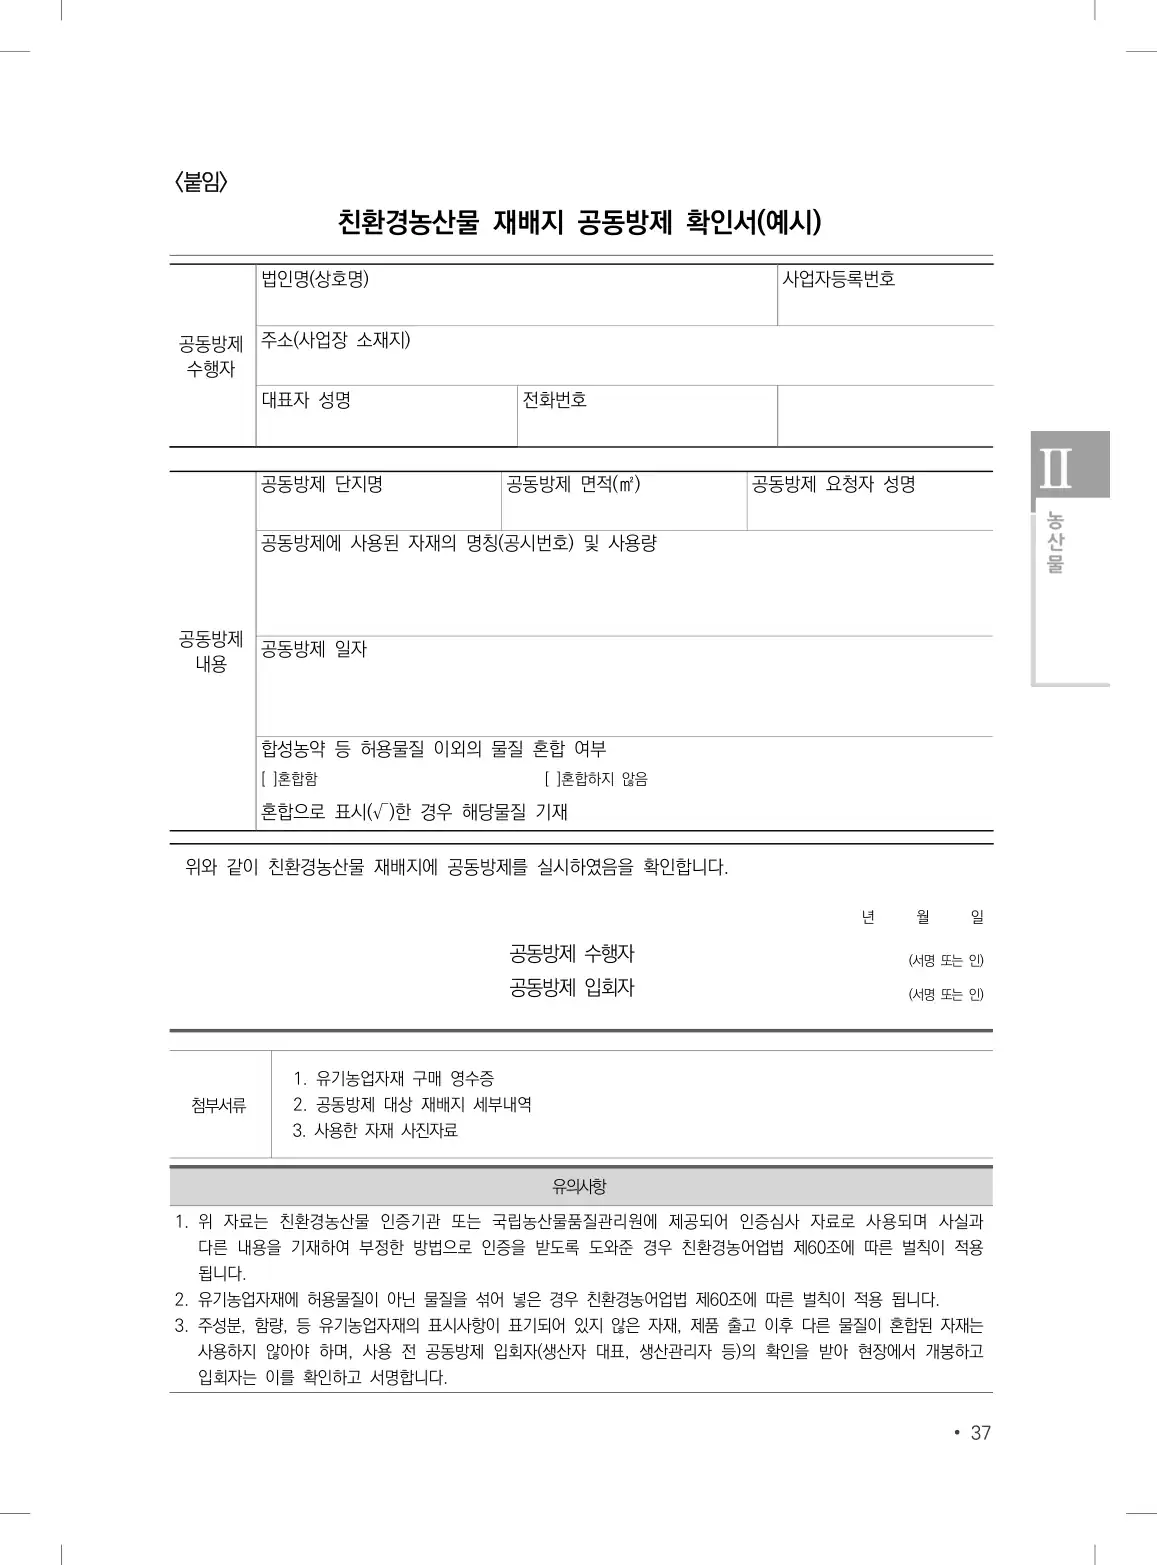 〈붙임〉
친환경농산물 재배지 공동방제 확인서(예시)
공동방제
수행자
법인명(상호명)
사업자등록번호
주소(사업장 소재지)
대표자 성명
전화번호
공동방제
내용
공동방제 단지명
공동방제 면적(㎡)
공동방제 요청자 성명
공동방제에 사용된 자재의 명칭(공시번호) 및 사용량
공동방제 일자
합성농약 등 허용물질 이외의 물질 혼합 여부
[ ]혼합함 [ ]혼합하지 않음
혼합으로 표시(√)한 경우 해당물질 기재
위와 같이 친환경농산물 재배지에 공동방제를 실시하였음을 확인합니다.
년 월 일
공동방제 수행자 (서명 또는 인)
공동방제 입회자 (서명 또는 인)
첨부서류
1. 유기농업자재 구매 영수증
2. 공동방제 대상 재배지 세부내역
3. 사용한 자재 사진자료
유의사항
1. 위 자료는 친환경농산물 인증기관 또는 국립농산물품질관리원에 제공되어 인증심사 자료로 사용되며 사실과
다른 내용을 기재하여 부정한 방법으로 인증을 받도록 도와준 경우 친환경농어업법 제60조에 따른 벌칙이 적용
됩니다.
2. 유기농업자재에 허용물질이 아닌 물질을 섞어 넣은 경우 친환경농어업법 제60조에 따른 벌칙이 적용 됩니다.
3. 주성분, 함량, 등 유기농업자재의 표시사항이 표기되어 있지 않은 자재, 제품 출고 이후 다른 물질이 혼합된 자재는
사용하지 않아야 하며, 사용 전 공동방제 입회자(생산자 대표, 생산관리자 등)의 확인을 받아 현장에서 개봉하고
입회자는 이를 확인하고 서명합니다.
Ⅱ
농산물
• 37